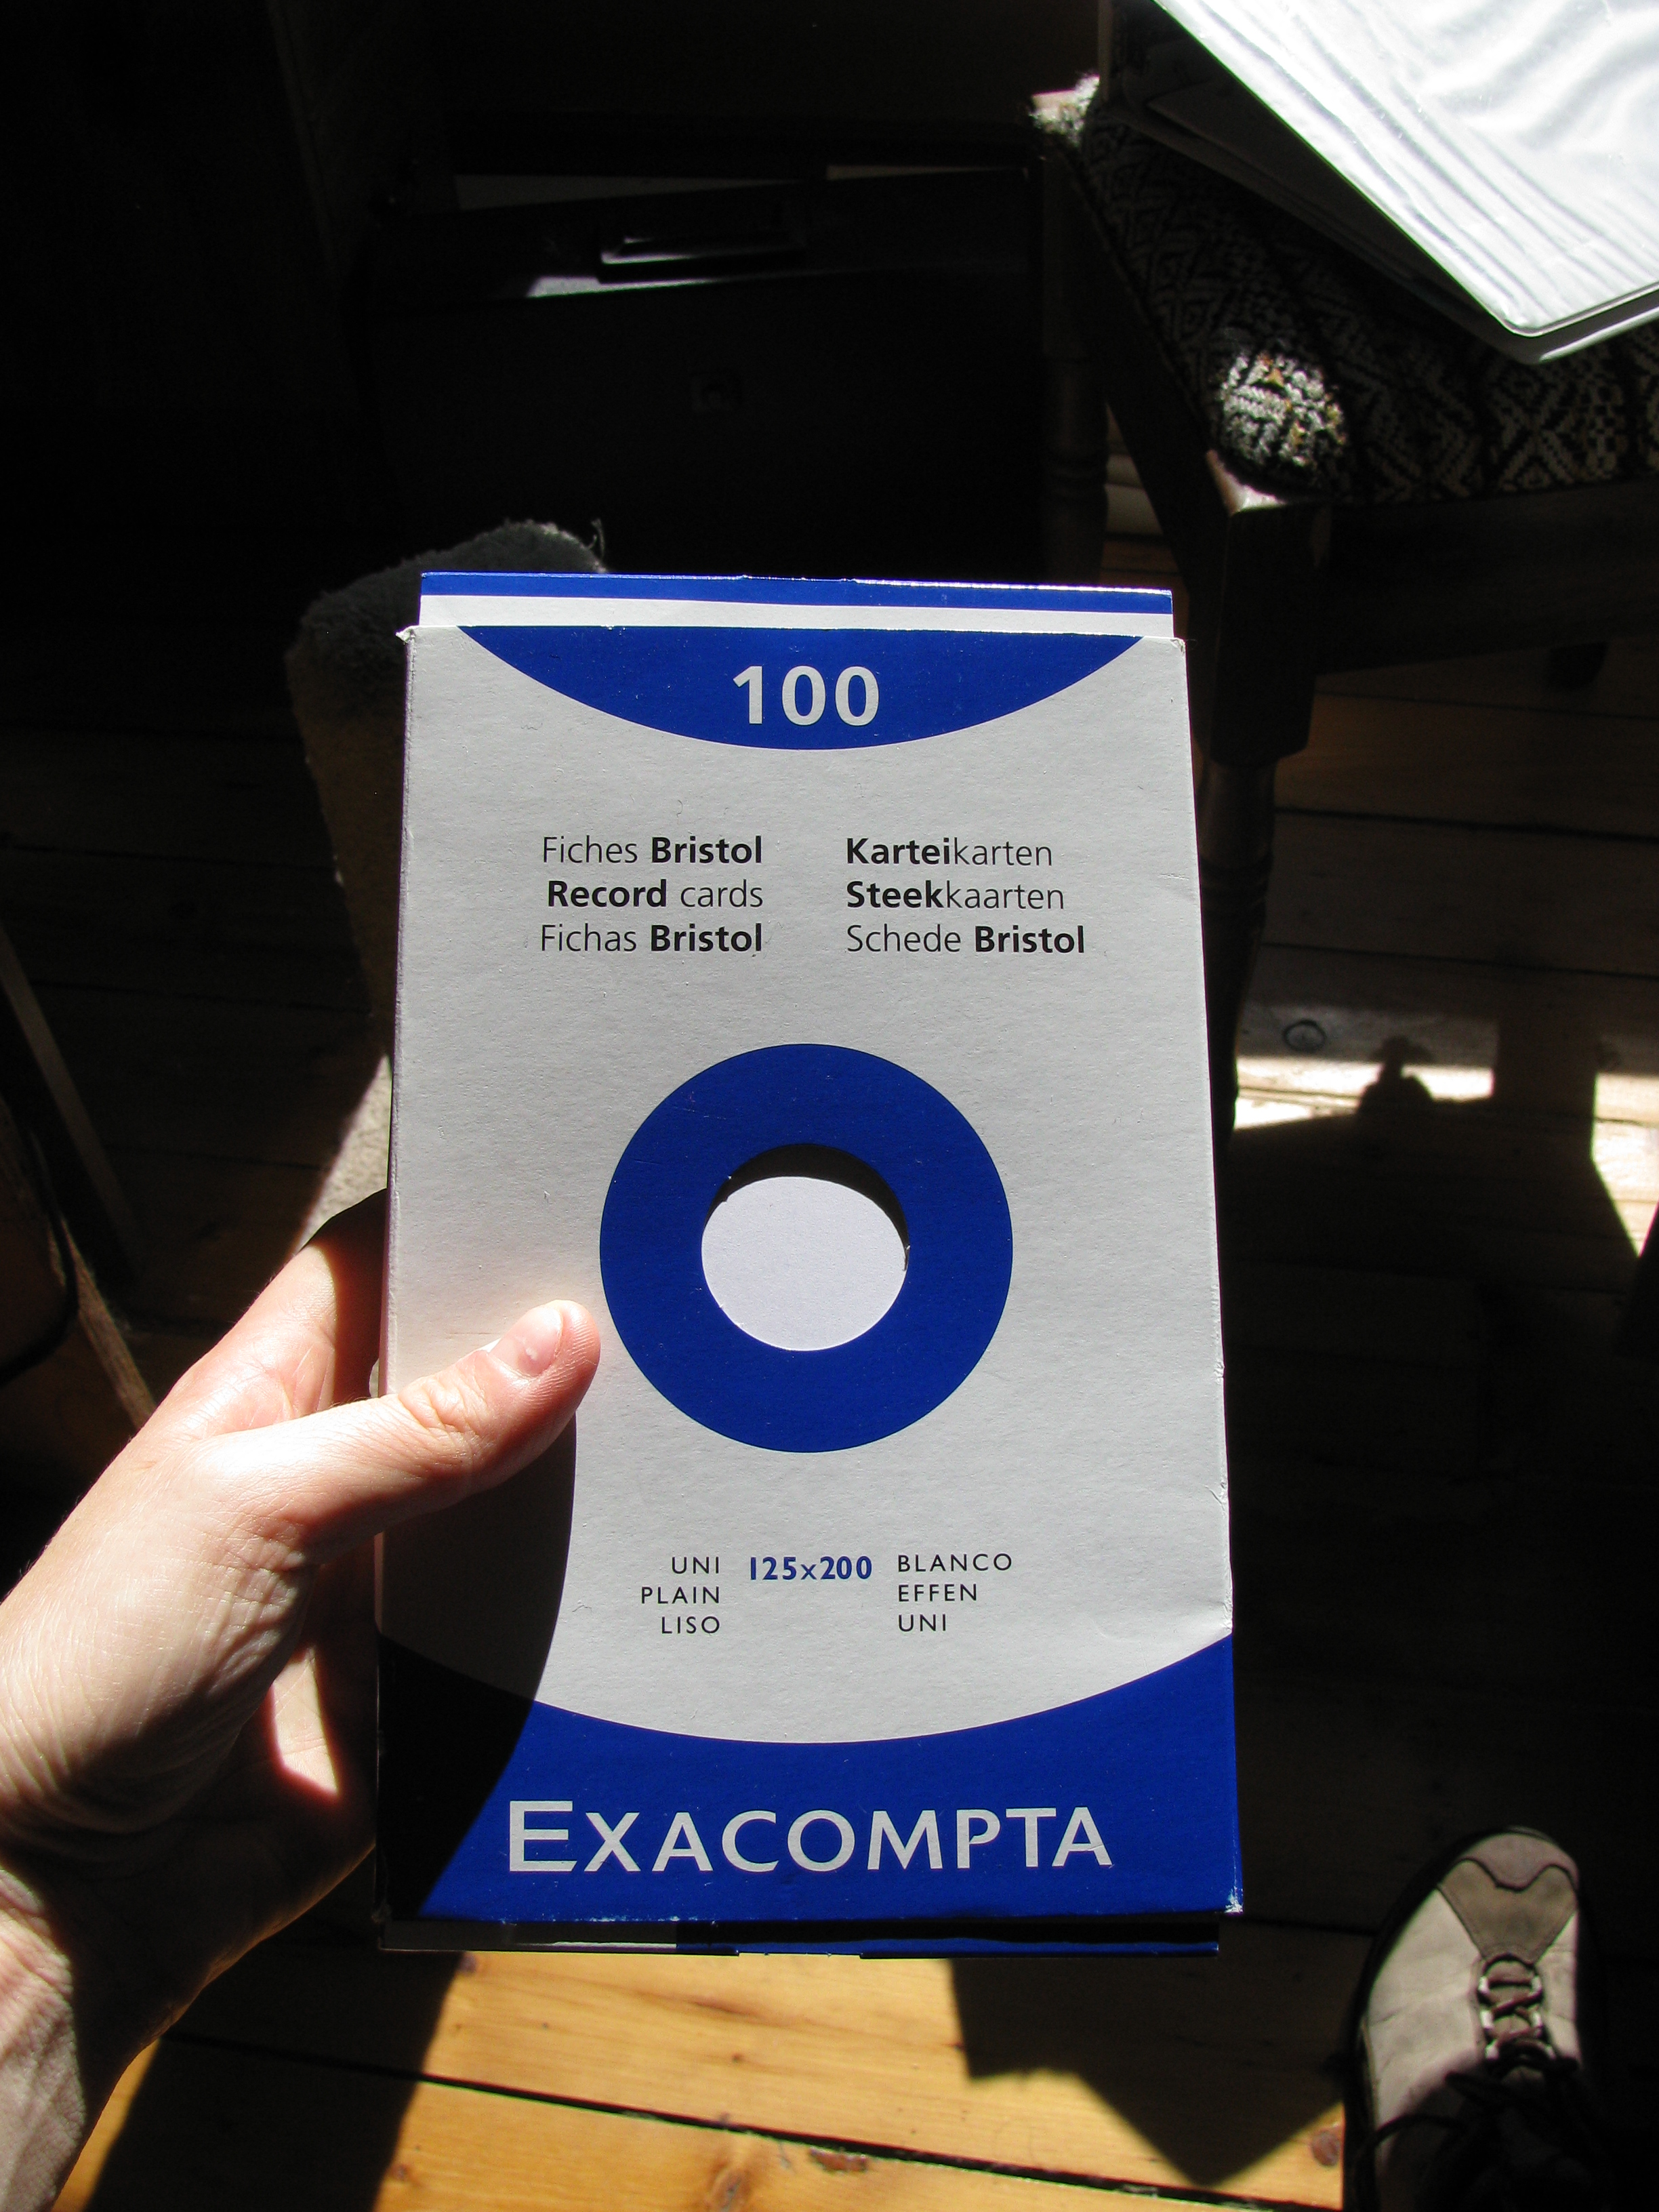 100
Fiches Bristol
Record cards
Fichas Bristol
Karteikarten
Steekkaarten
Schede Bristol
UNI
PLAIN
LISO
125x200
BLANCO
EFFEN
UNI
EXACOMPTA